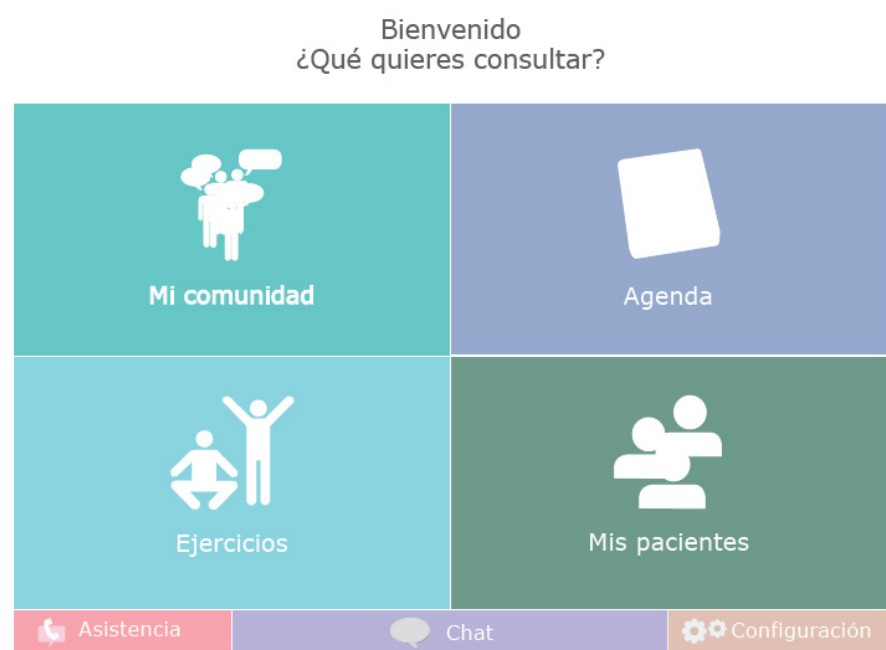 Bienvenido
¿Qué quieres consultar?
Mi comunidad
Agenda
Ejercicios
Mis pacientes
Asistencia
Chat
Configuración